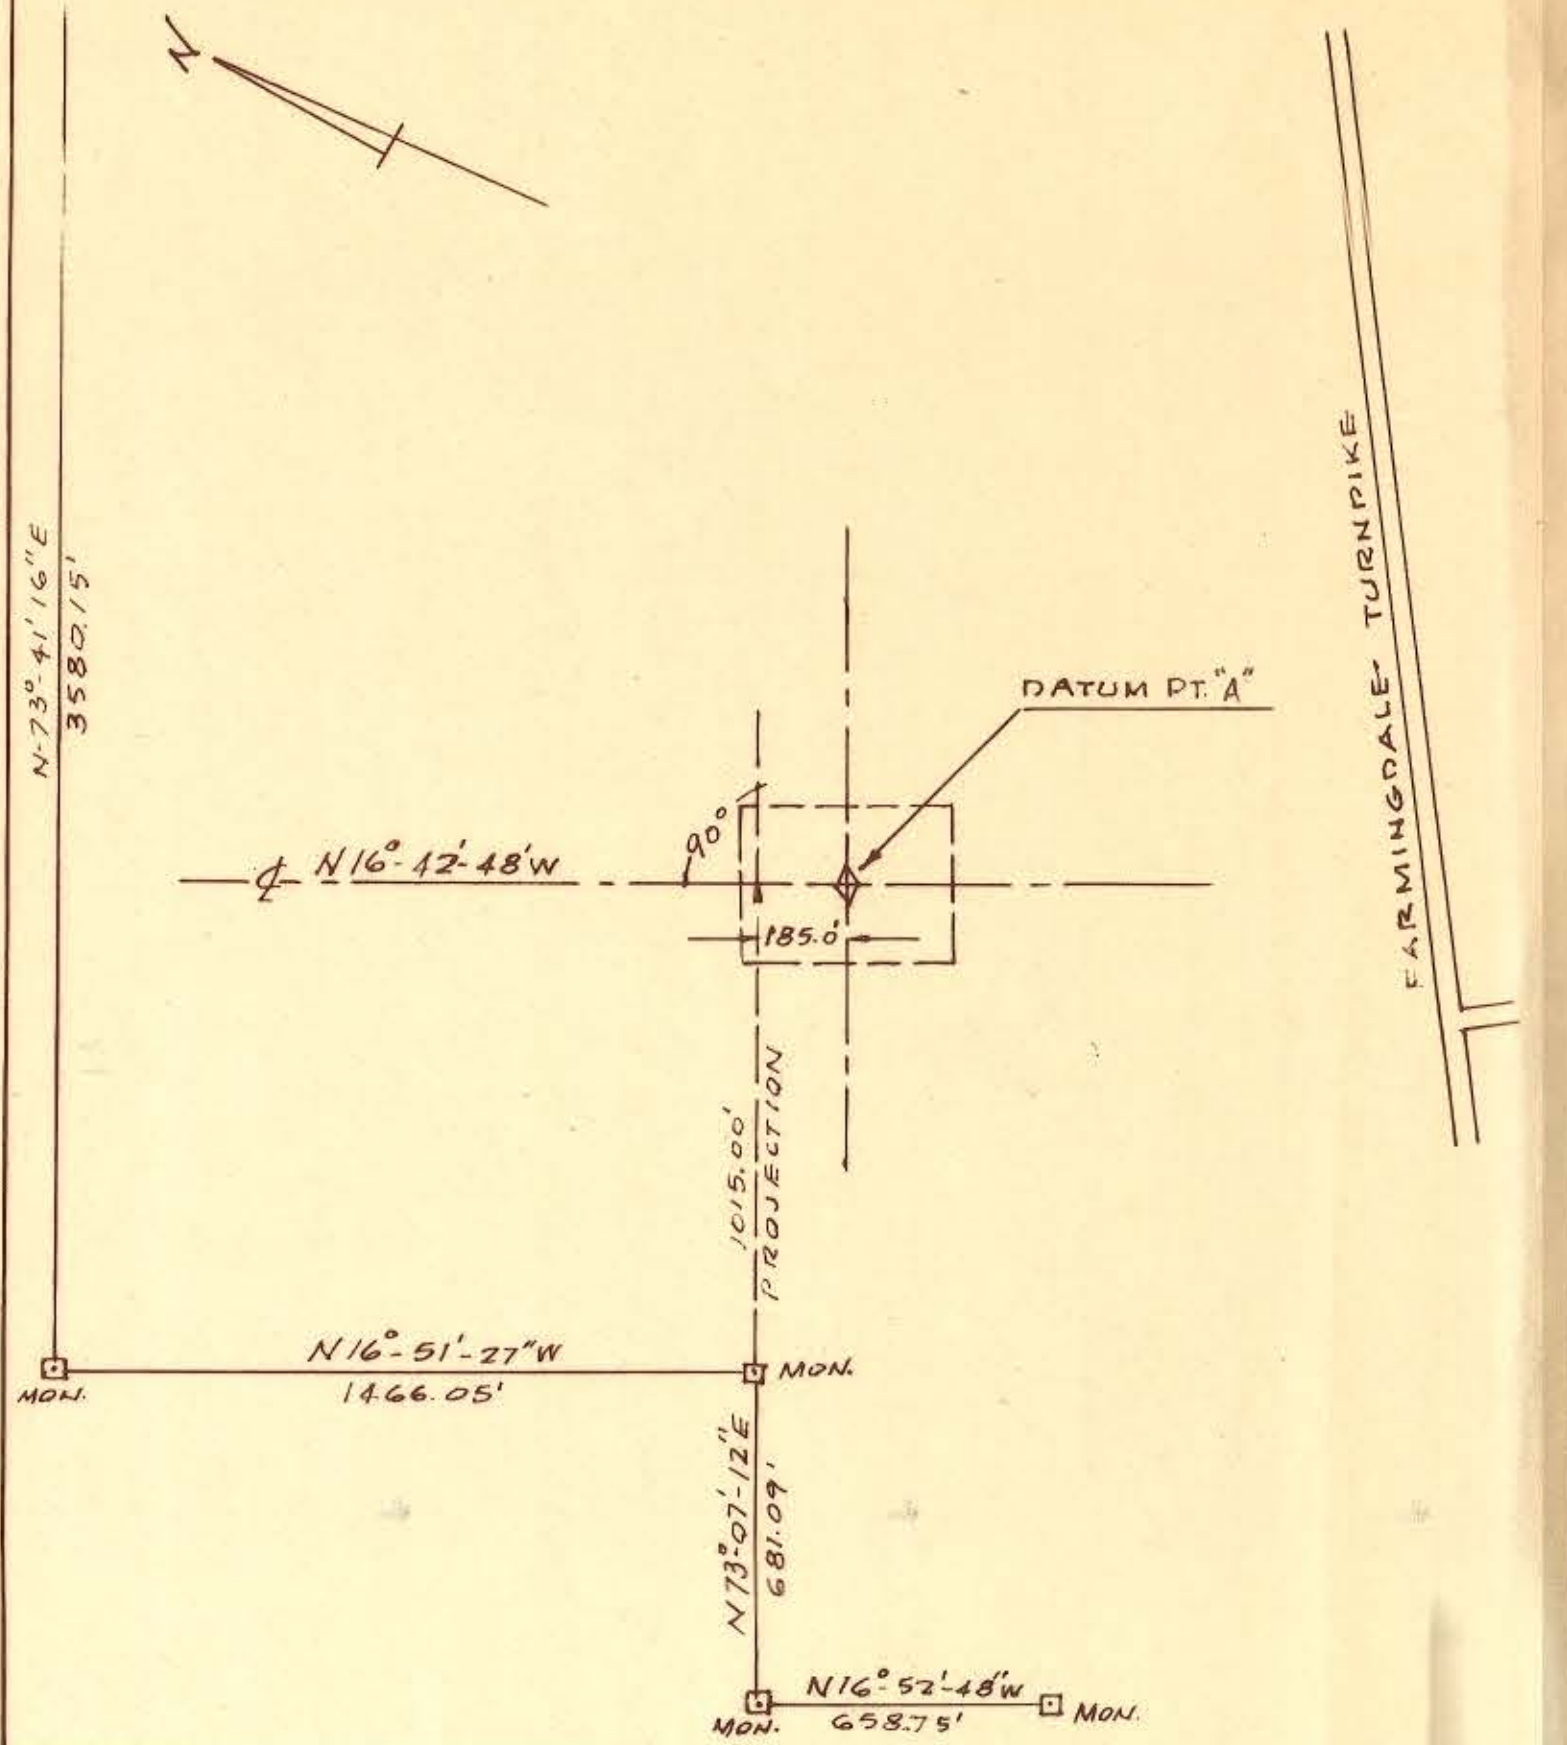 N
N-73°-41'16"E
3580.15'
FARMINGDALE TURNPIKE
DATUM PT. "A"
90°
℄ N16°-42'-48'W
185.0'
1015.00'
PROJECTION
N16°-51'-27"W
1466.05'
MON.
MON.
N73°-07'-12"E
681.09'
N16°-52'-48"W
658.75'
MON.
MON.